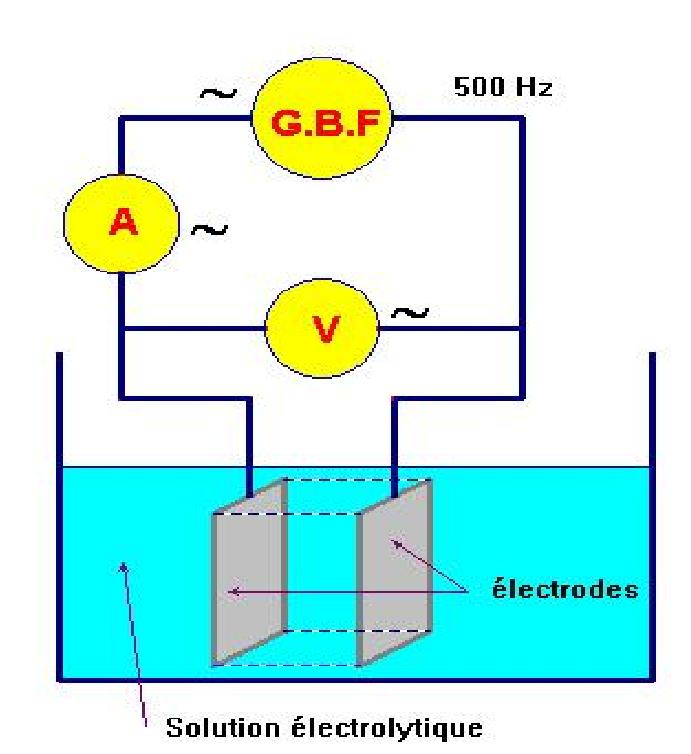 ~
G.B.F
500 Hz
A
~
V
~
électrodes
Solution électrolytique